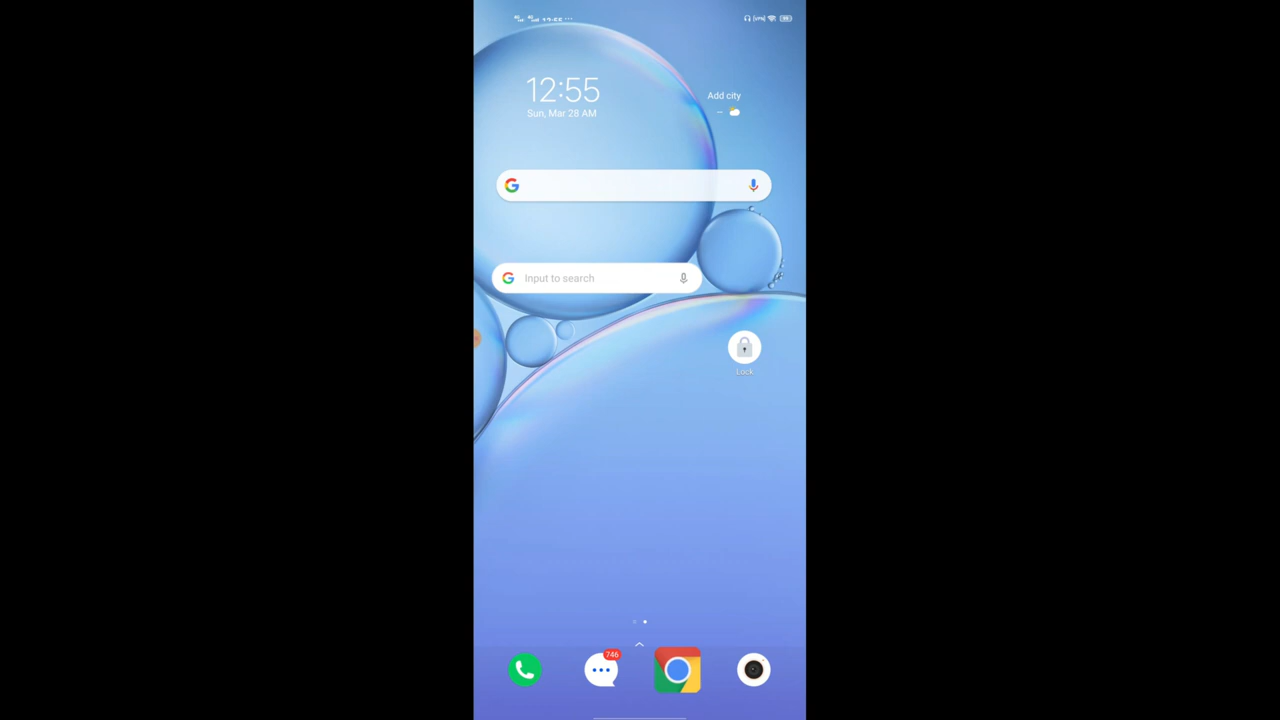 12:55
Sun, Mar 28 AM
Add city
Input to search
Lock
746